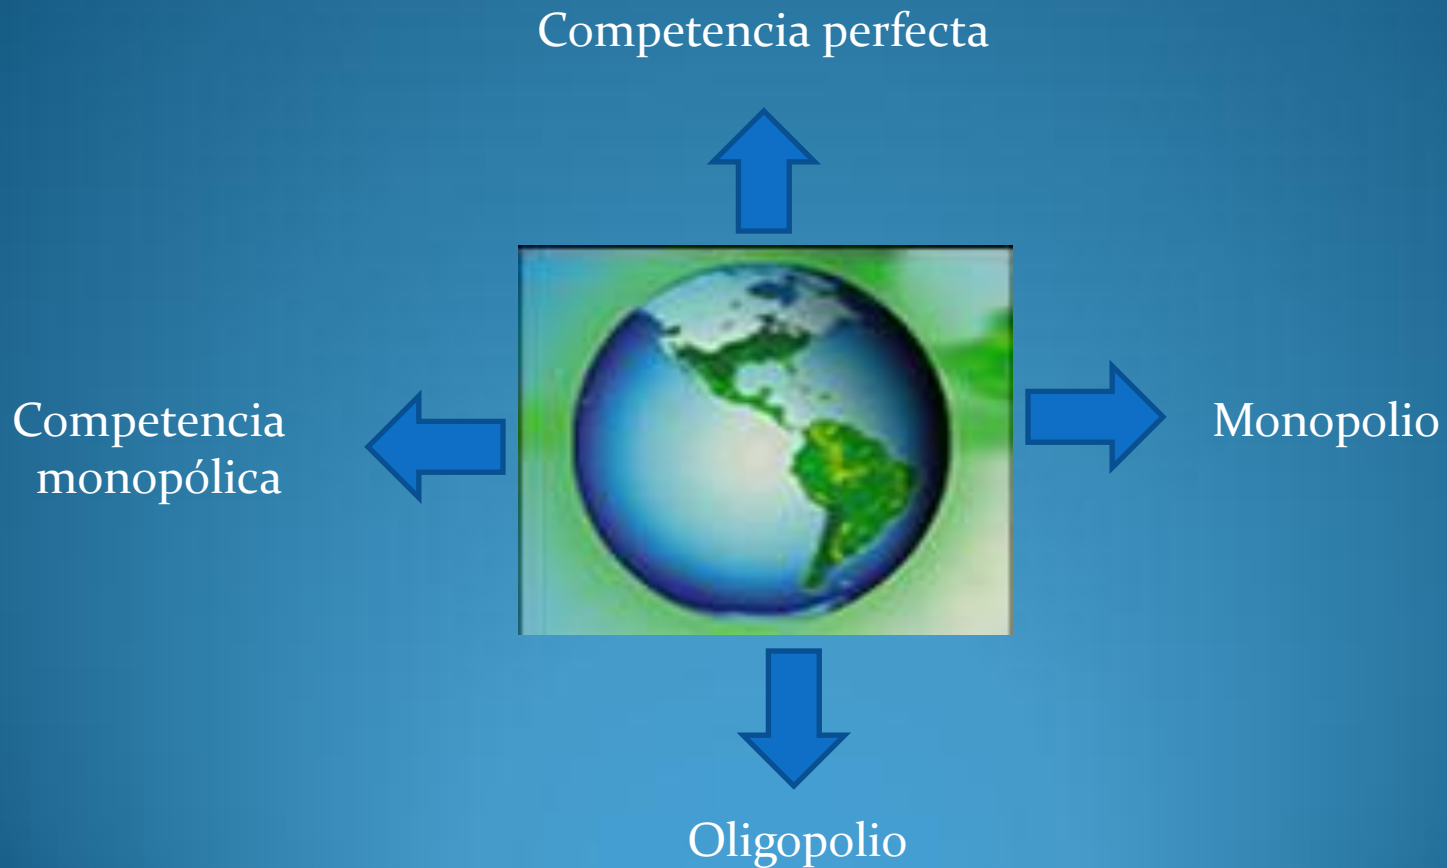 Competencia perfecta
Competencia
monopólica
Monopolio
Oligopolio